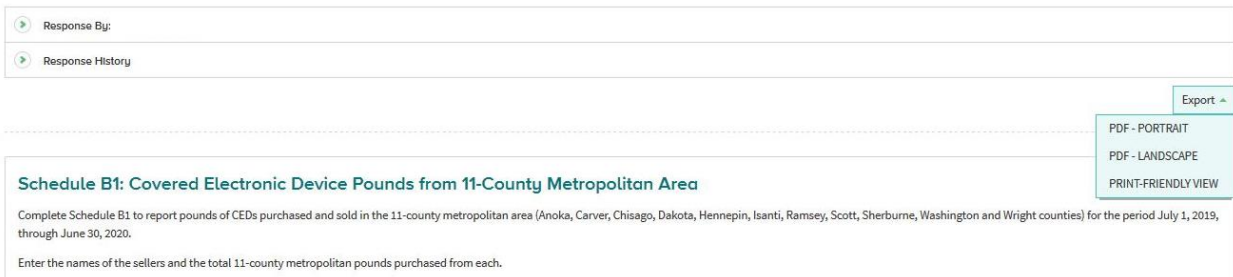 Response By:
Response History
Export
PDF - PORTRAIT
PDF - LANDSCAPE
PRINT-FRIENDLY VIEW
Schedule B1: Covered Electronic Device Pounds from 11-County Metropolitan Area
Complete Schedule B1 to report pounds of CEDs purchased and sold in the 11-county metropolitan area (Anoka, Carver, Chisago, Dakota, Hennepin, Isanti, Ramsey, Scott, Sherburne, Washington and Wright counties) for the period July 1, 2019,
through June 30, 2020.
Enter the names of the sellers and the total 11-county metropolitan pounds purchased from each.